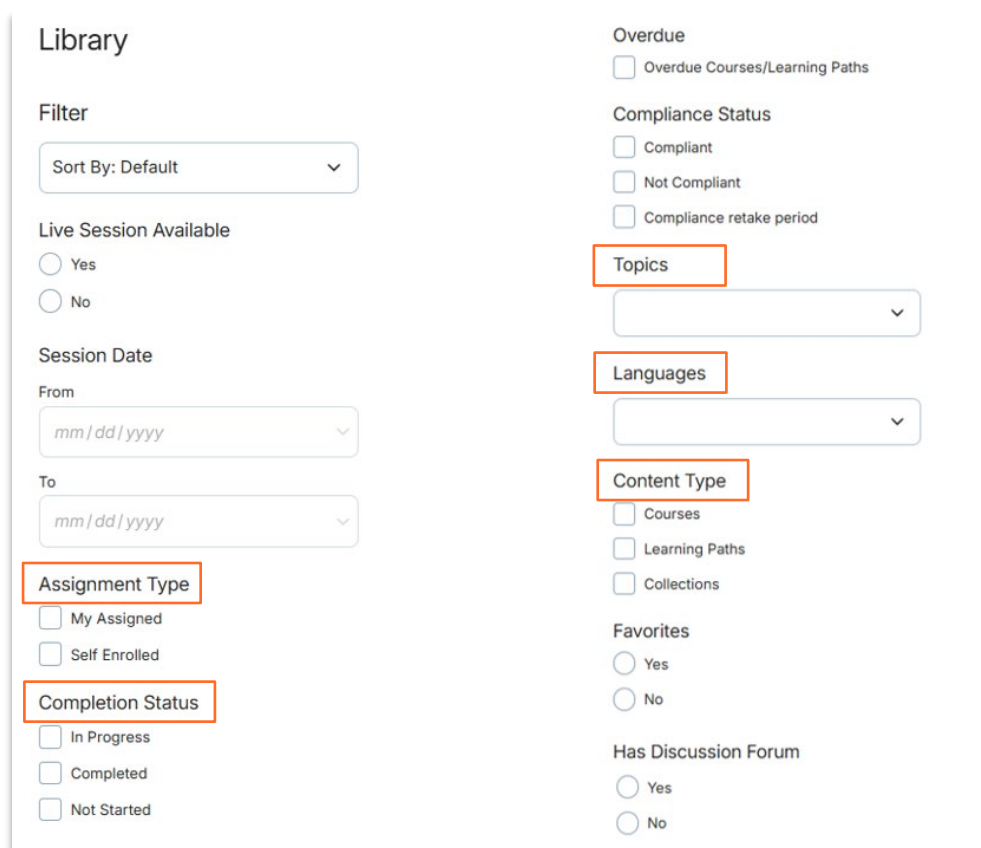 Library
Filter
Sort By: Default
Live Session Available
Yes
No
Session Date
From
mm/dd/yyyy
To
mm/dd/yyyy
Assignment Type
My Assigned
Self Enrolled
Completion Status
In Progress
Completed
Not Started
Overdue
Overdue Courses/Learning Paths
Compliance Status
Compliant
Not Compliant
Compliance retake period
Topics
Languages
Content Type
Courses
Learning Paths
Collections
Favorites
Yes
No
Has Discussion Forum
Yes
No